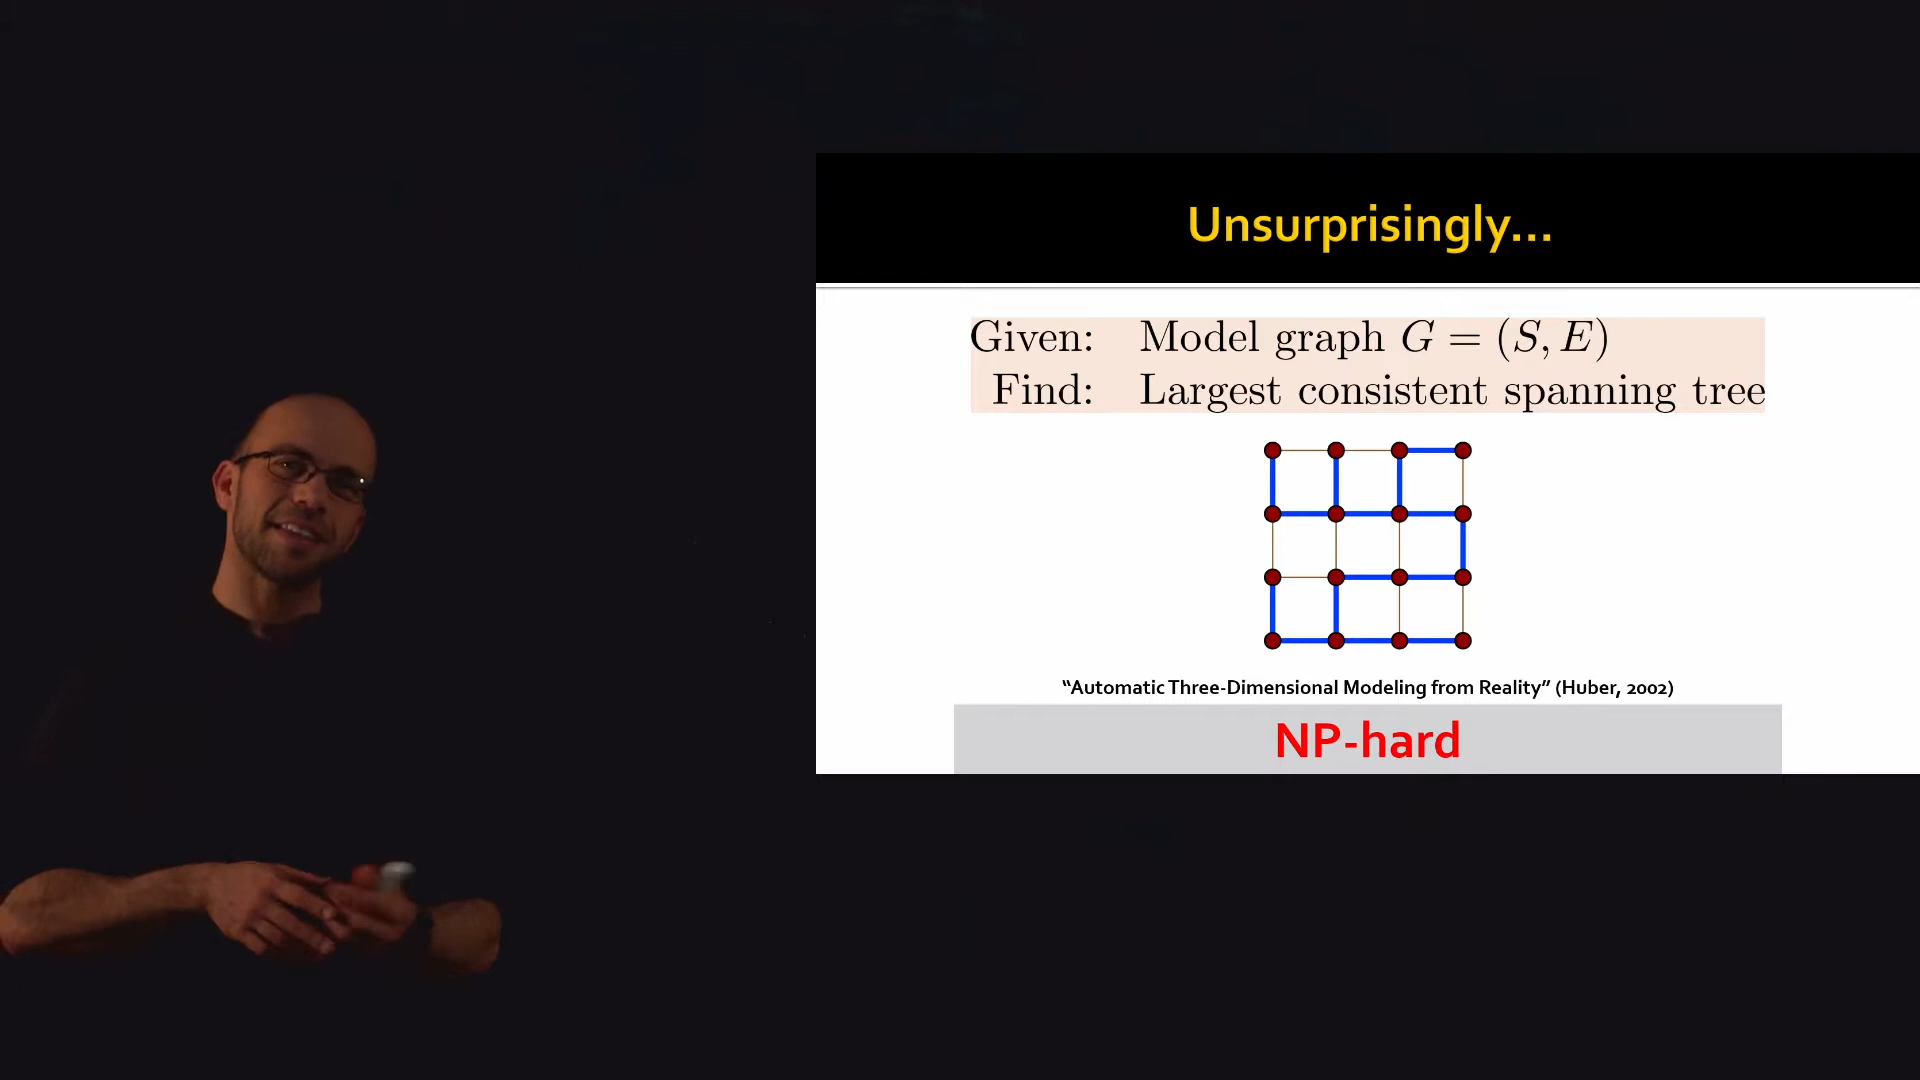 Unsurprisingly...
Given: Model graph G = (S, E)
Find: Largest consistent spanning tree
“Automatic Three-Dimensional Modeling from Reality” (Huber, 2002)
NP-hard